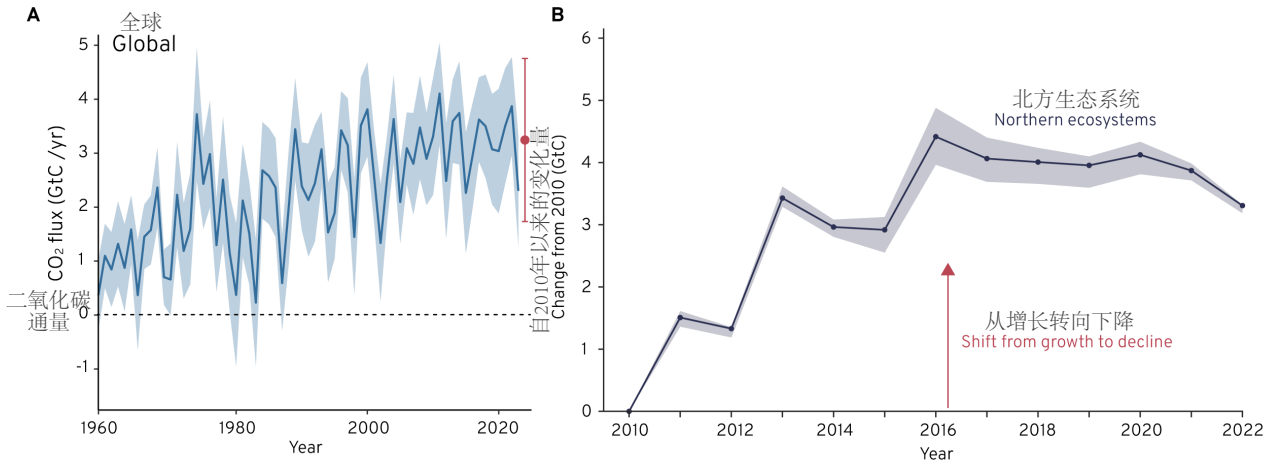 A
全球
Global
5
4
3
2
1
0
-1
CO₂ flux (GtC /yr)
二氧化碳
通量
1960
1980
2000
2020
Year
B
自2010年以来的变化量
Change from 2010 (GtC)
6
5
4
3
2
1
0
北方生态系统
Northern ecosystems
从增长转向下降
Shift from growth to decline
2010
2012
2014
2016
2018
2020
2022
Year